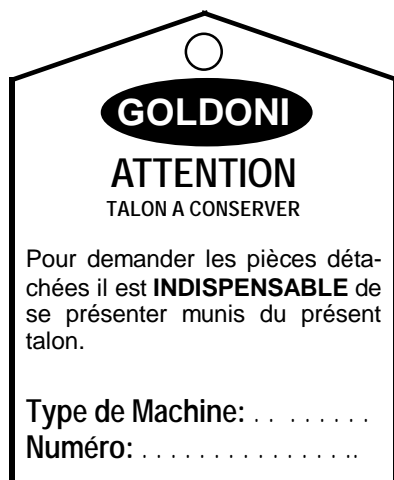 GOLDONI
ATTENTION
TALON A CONSERVER
Pour demander les pièces déta-
chées il est INDISPENSABLE de
se présenter munis du présent
talon.
Type de Machine: . . . . . . . .
Numéro: . . . . . . . . . . . . . . ..